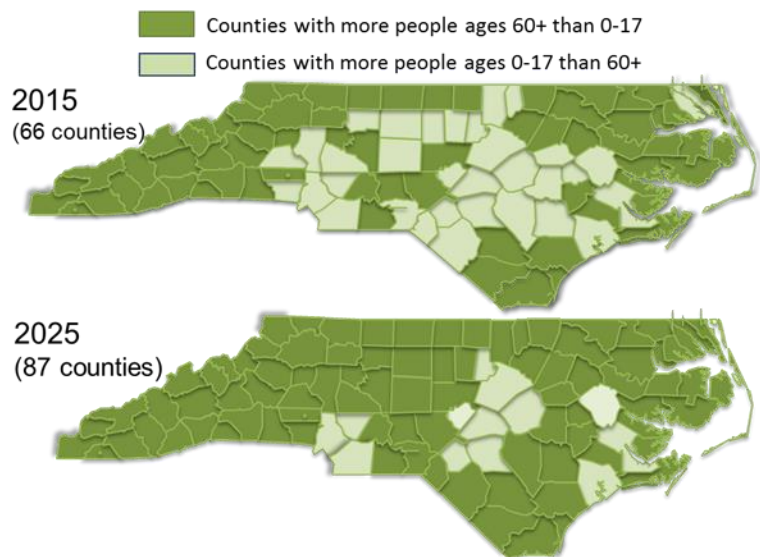 Counties with more people ages 60+ than 0-17
Counties with more people ages 0-17 than 60+
2015
(66 counties)
2025
(87 counties)